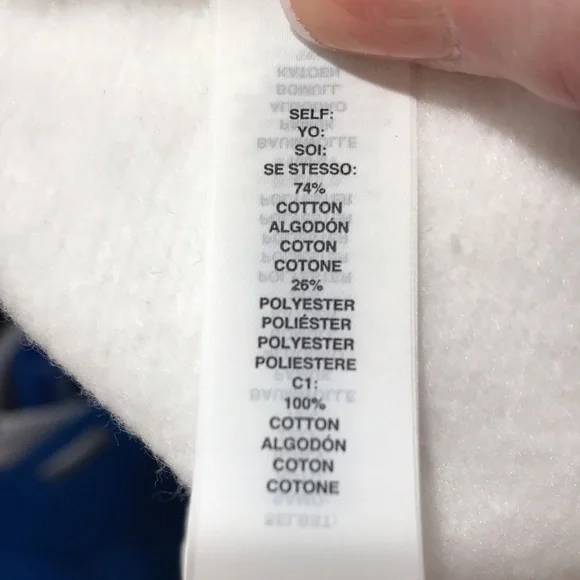 SELF:
YO:
SOI:
SE STESSO:
74%
COTTON
ALGODÓN
COTON
COTONE
26%
POLYESTER
POLIÉSTER
POLYESTER
POLIESTERE
C1:
100%
COTTON
ALGODÓN
COTON
COTONE